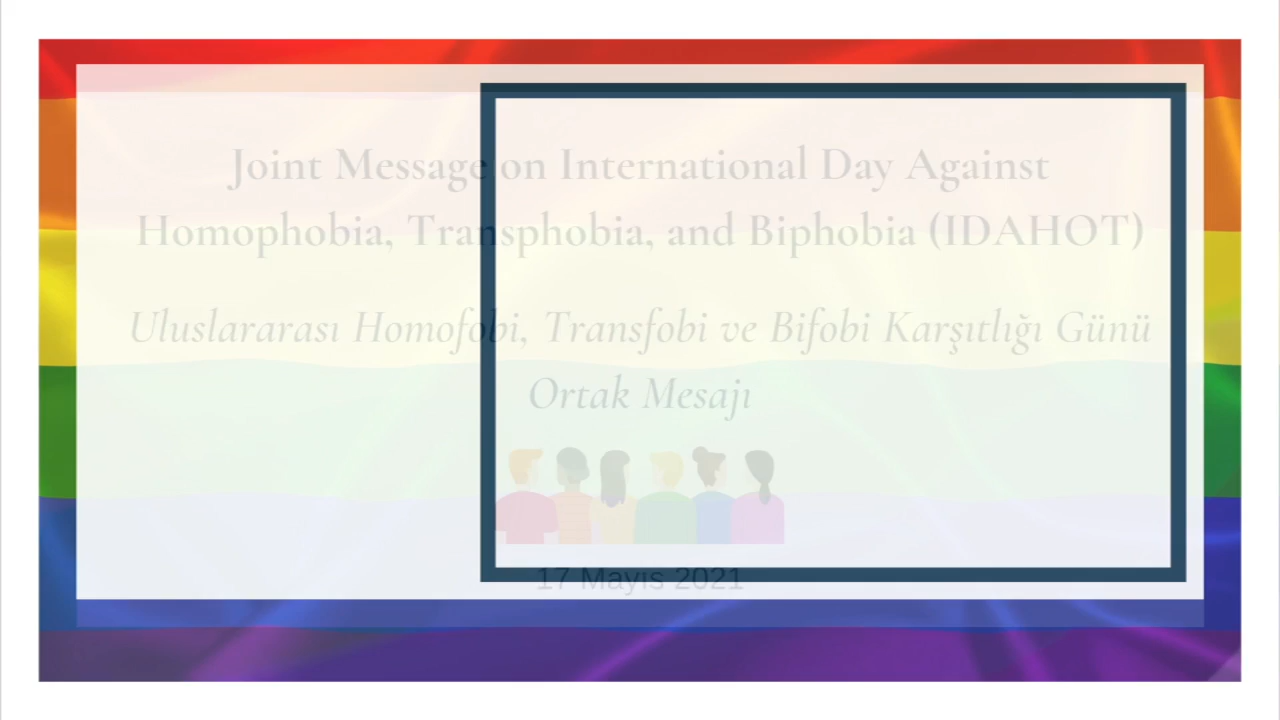 Joint Message on International Day Against
Homophobia, Transphobia, and Biphobia (IDAHOT)
Uluslararası Homofobi, Transfobi ve Bifobi Karşıtlığı Günü
Ortak Mesajı
17 Mayıs 2021